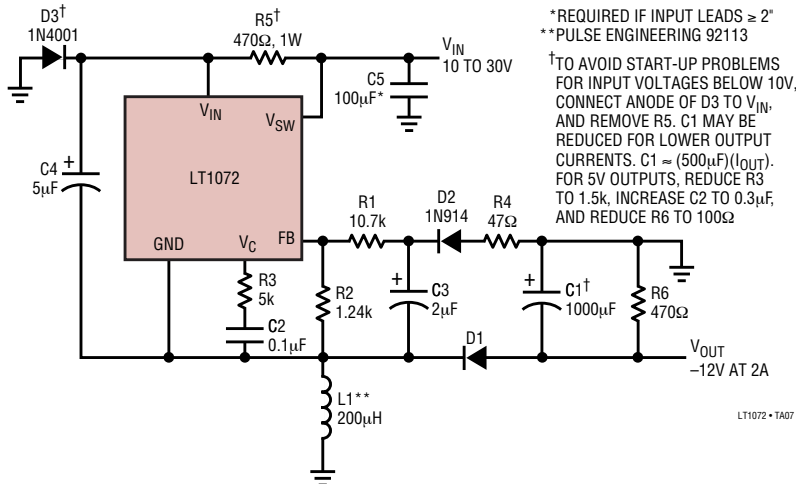 D3†
1N4001
R5†
470Ω, 1W
VIN
10 TO 30V
C5
100µF*
*REQUIRED IF INPUT LEADS ≥ 2"
**PULSE ENGINEERING 92113
†TO AVOID START-UP PROBLEMS
FOR INPUT VOLTAGES BELOW 10V,
CONNECT ANODE OF D3 TO VIN,
AND REMOVE R5. C1 MAY BE
REDUCED FOR LOWER OUTPUT
CURRENTS. C1 ≈ (500µF)(IOUT).
FOR 5V OUTPUTS, REDUCE R3
TO 1.5k, INCREASE C2 TO 0.3µF,
AND REDUCE R6 TO 100Ω
VIN
VSW
LT1072
GND
VC
FB
C4
5µF
+
R1
10.7k
D2
1N914
R4
47Ω
R3
5k
C2
0.1µF
R2
1.24k
+
C3
2µF
+
C1†
1000µF
R6
470Ω
D1
VOUT
–12V AT 2A
L1**
200µH
LT1072 • TA07